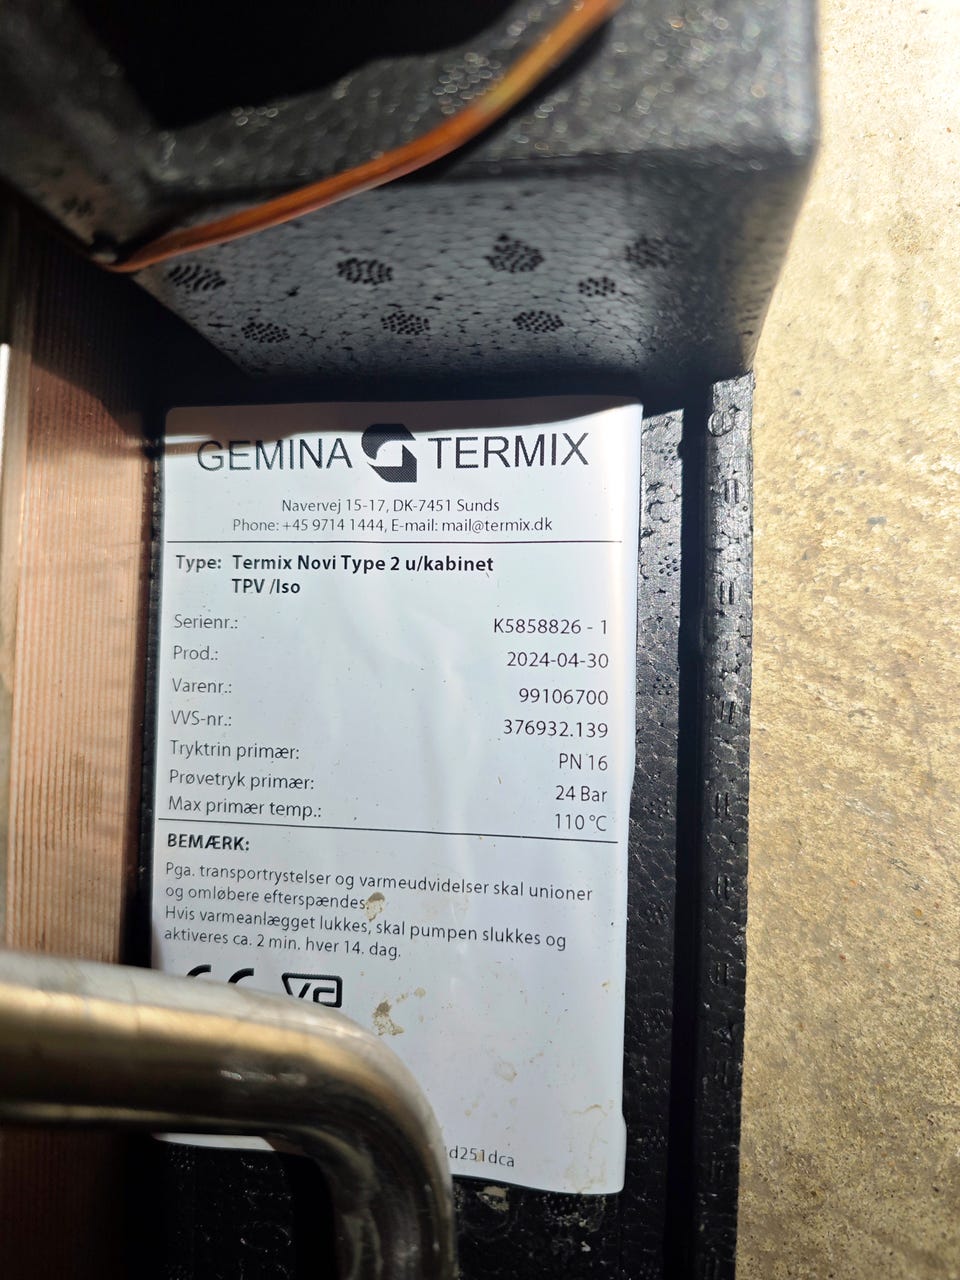 GEMINA TERMIX
Navervej 15-17, DK-7451 Sunds
Phone: +45 9714 1444, E-mail: mail@termix.dk
Type: Termix Novi Type 2 u/kabinet
TPV /Iso
Serienr.: K5858826 - 1
Prod.: 2024-04-30
Varenr.: 99106700
VVS-nr.: 376932.139
Tryktrin primær: PN 16
Prøvetryk primær: 24 Bar
Max primær temp.: 110 °C
BEMÆRK:
Pga. transportrystelser og varmeudvidelser skal unioner
og omløbere efterspændes
Hvis varmeanlægget lukkes, skal pumpen slukkes og
aktiveres ca. 2 min. hver 14. dag.
CE va
d251dca